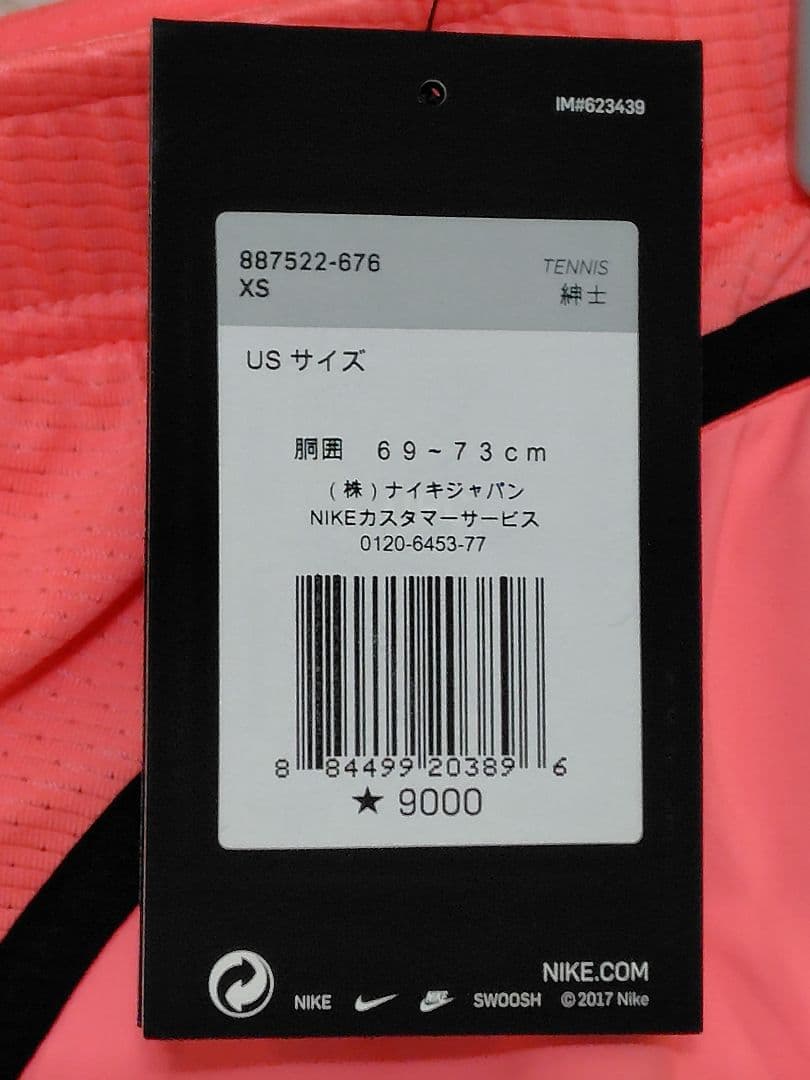 IM#623439
887522-676
TENNIS
XS
紳士
US サイズ
胴囲　６９～７３ｃｍ
(株)ナイキジャパン
NIKEカスタマーサービス
0120-6453-77
8 84499 20389 6
★ 9000
NIKE.COM
NIKE NIKE SWOOSH ©2017 Nike